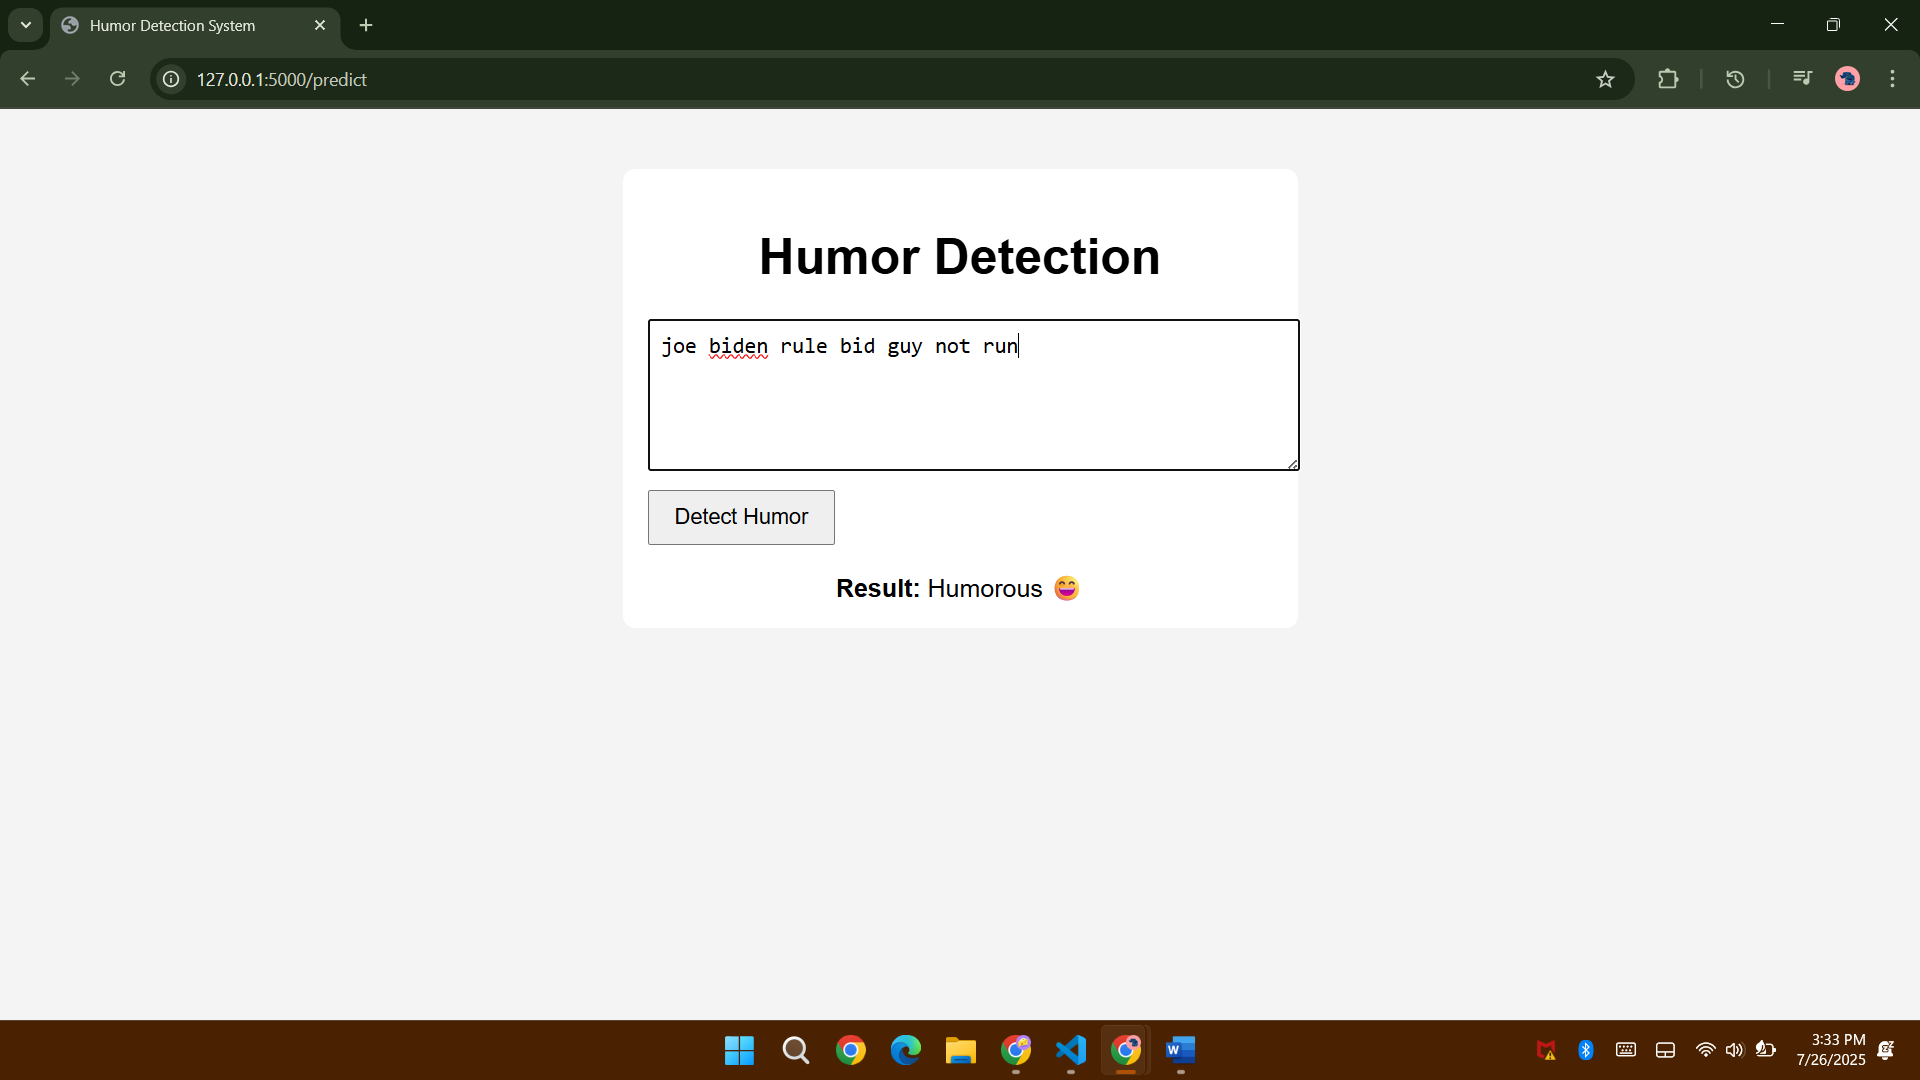 Humor Detection System
127.0.0.1:5000/predict
Humor Detection
joe biden rule bid guy not run
Detect Humor
Result: Humorous 😄
3:33 PM
7/26/2025